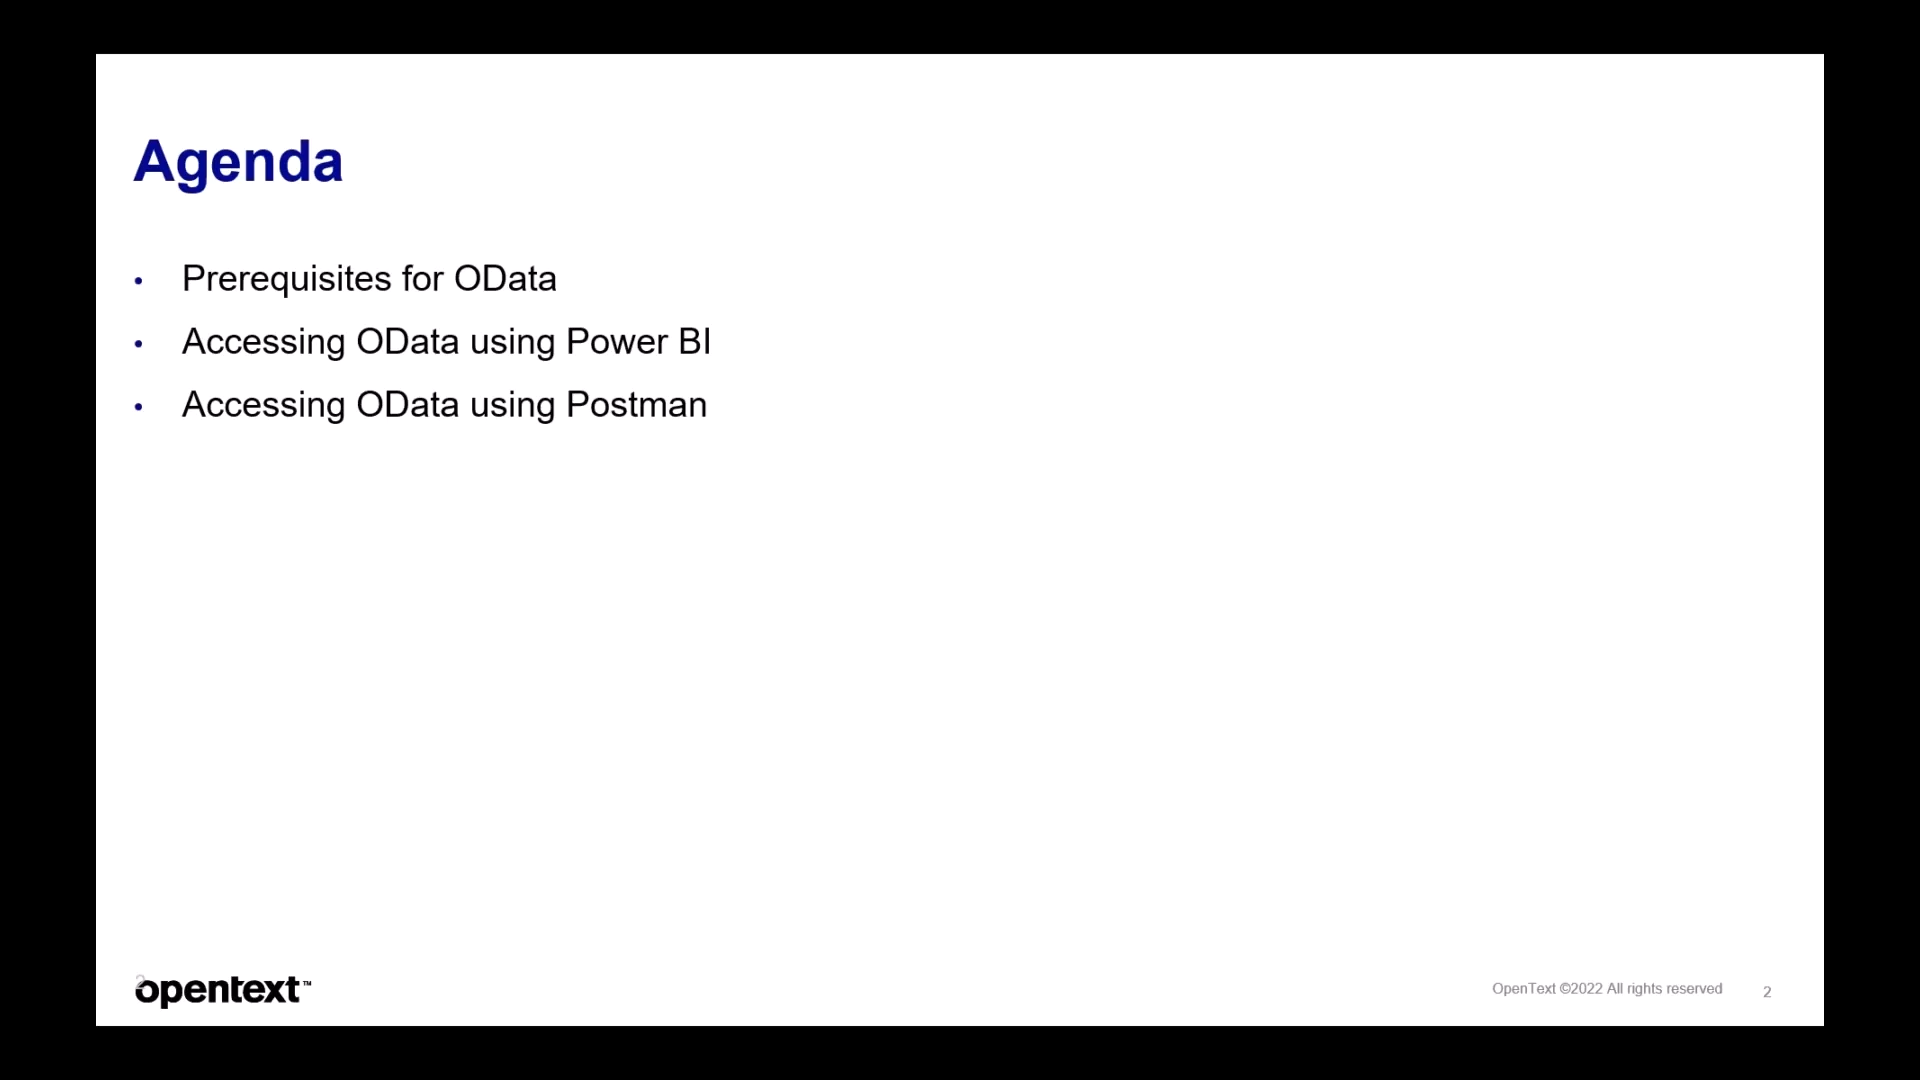 Agenda
• Prerequisites for OData
• Accessing OData using Power BI
• Accessing OData using Postman
2
opentext™
OpenText ©2022 All rights reserved 2